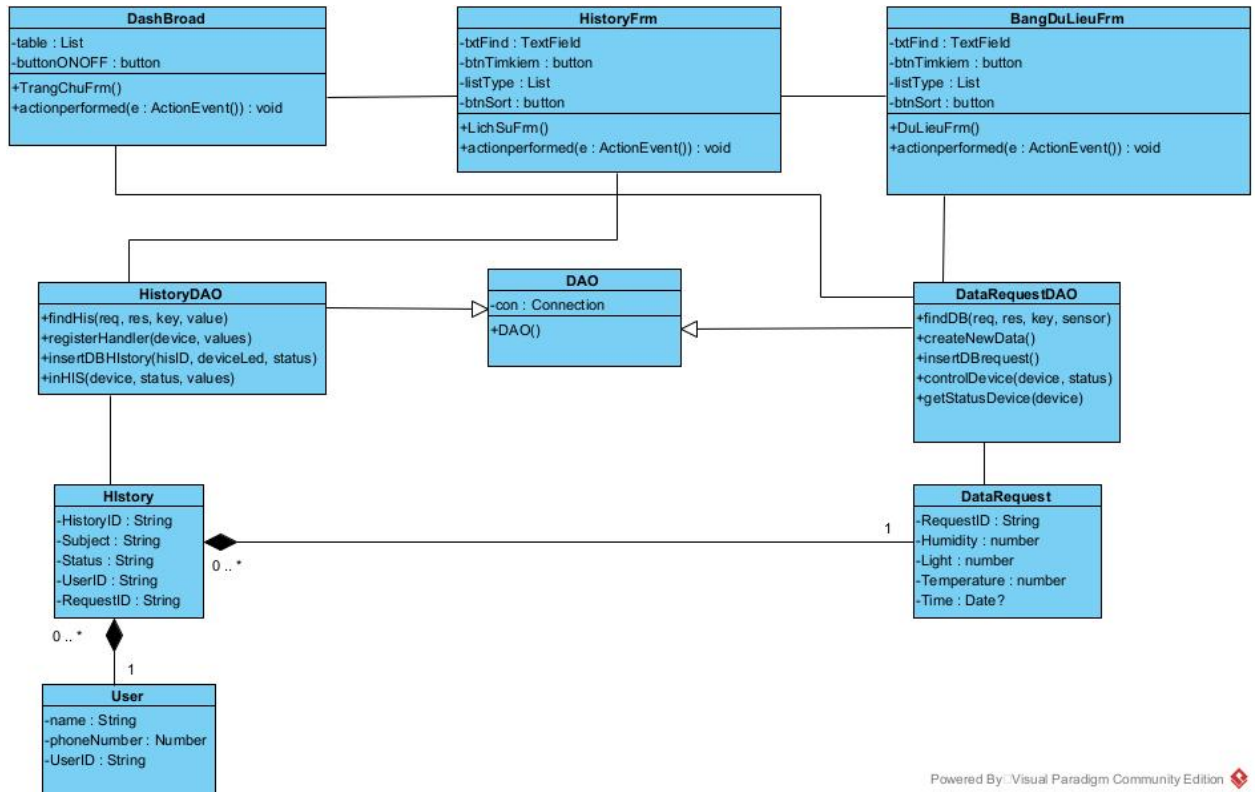 DashBroad
-table : List
-buttonONOFF : button
+TrangChuFrm()
+actionperformed(e : ActionEvent()) : void
HistoryFrm
-txtFind : TextField
-btnTimkiem : button
-listType : List
-btnSort : button
+LichSuFrm()
+actionperformed(e : ActionEvent()) : void
BangDuLieuFrm
-txtFind : TextField
-btnTimkiem : button
-listType : List
-btnSort : button
+DuLieuFrm()
+actionperformed(e : ActionEvent()) : void
HistoryDAO
+findHis(req, res, key, value)
+registerHandler(device, values)
+insertDBHIstory(hisID, deviceLed, status)
+inHIS(device, status, values)
DAO
-con : Connection
+DAO()
DataRequestDAO
+findDB(req, res, key, sensor)
+createNewData()
+insertDBrequest()
+controlDevice(device, status)
+getStatusDevice(device)
HIstory
-HistoryID : String
-Subject : String
-Status : String
-UserID : String
-RequestID : String
0 .. *
1
DataRequest
-RequestID : String
-Humidity : number
-Light : number
-Temperature : number
-Time : Date?
0 .. *
1
User
-name : String
-phoneNumber : Number
-UserID : String
Powered By Visual Paradigm Community Edition